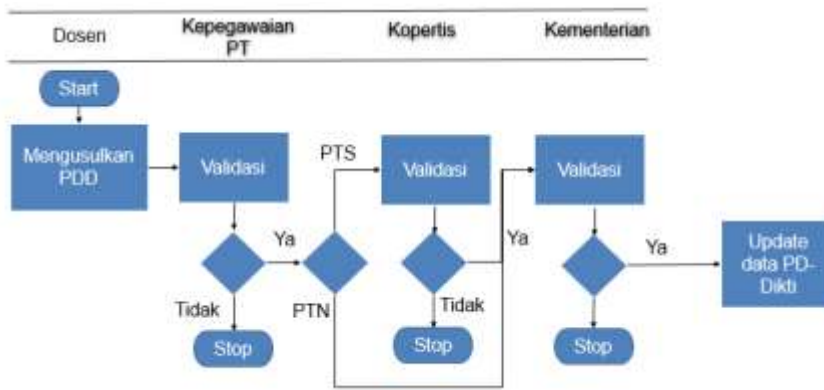 Dosen
Kepegawaian
PT
Kopertis
Kementerian
Start
Mengusulkan
PDD
Validasi
PTS
Validasi
Validasi
Ya
Ya
Ya
Update
data PD-
Dikti
Tidak
PTN
Tidak
Stop
Stop
Stop